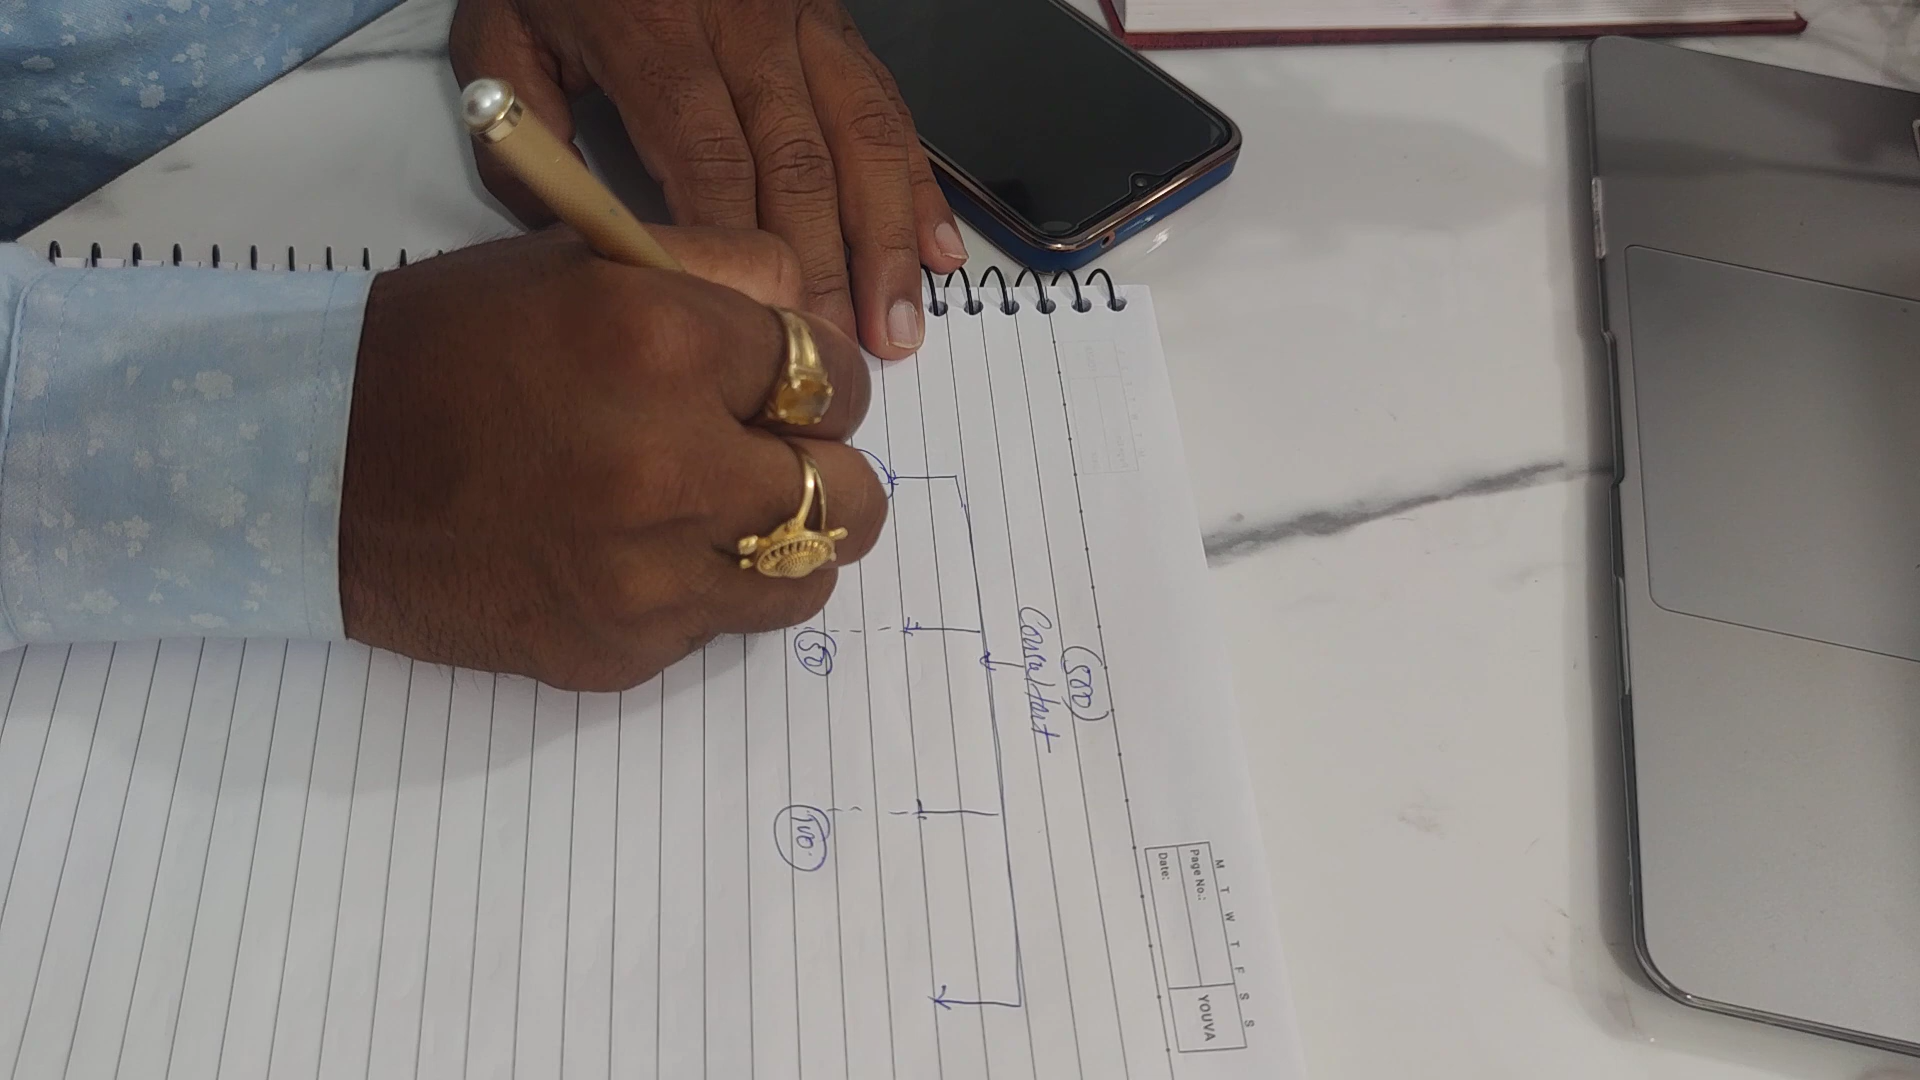 M T W T F S S
Page No.:
Date:
YOUVA
(500)
Consultant
50
100